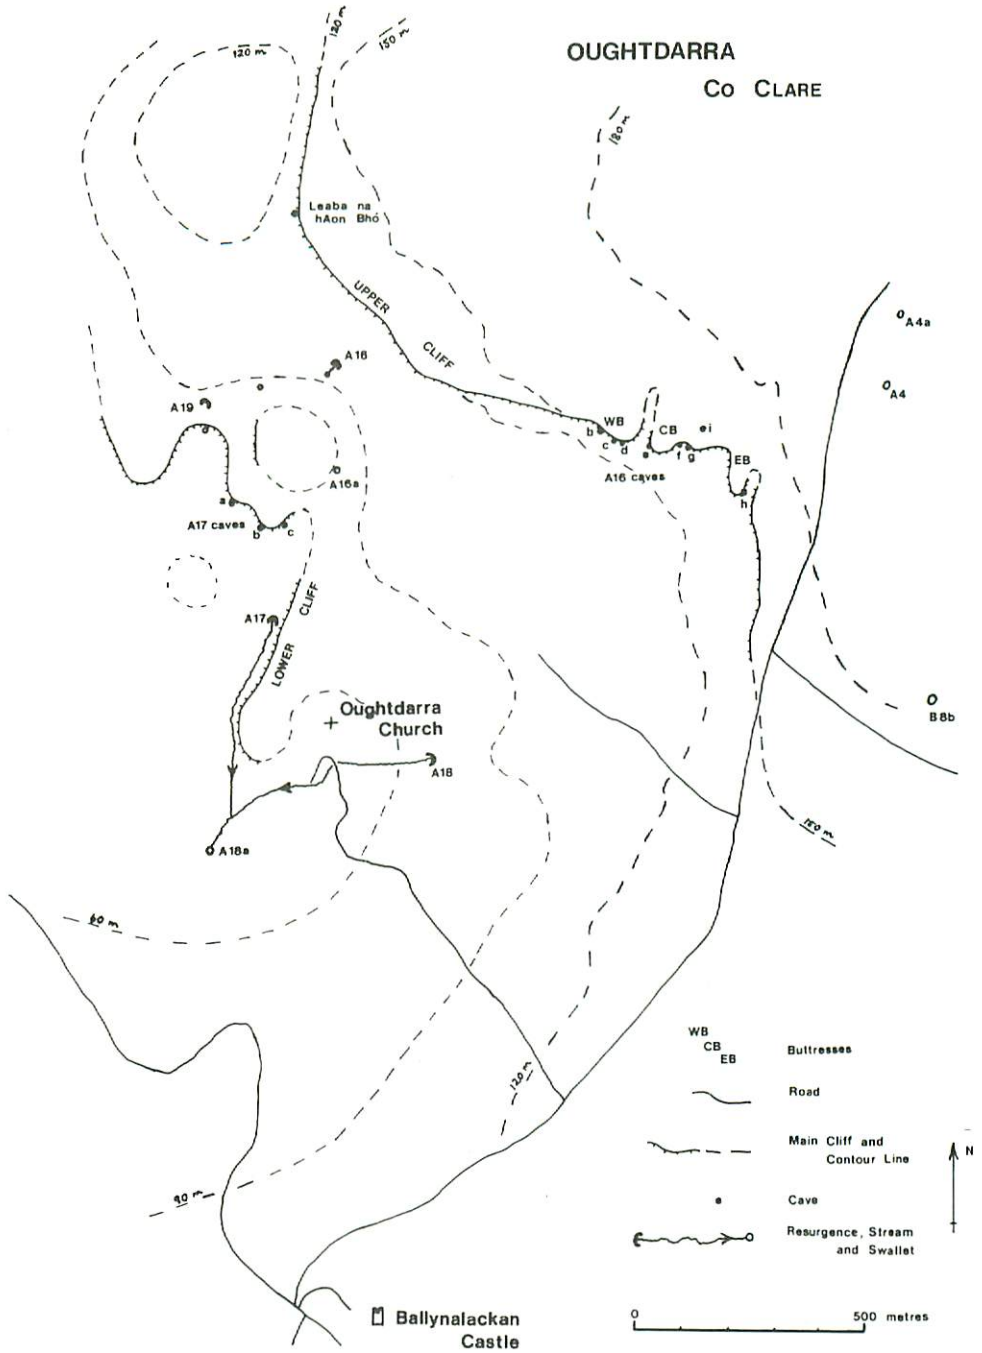 OUGHTDARRA
CO CLARE
120 m
120 m
150 m
180 m
Leaba na
hAon Bhó
UPPER
CLIFF
A4a
A4
A16
A19
d
WB
b
c
d
CB
i
e
f
g
EB
h
A16 caves
A16a
a
A17 caves
b
c
A17
CLIFF
LOWER
Oughtdarra
Church
A18
B8b
A18a
150 m
60 m
WB
CB
EB
Buttresses
120 m
Road
Main Cliff and
Contour Line
N
90 m
Cave
Resurgence, Stream
and Swallet
Ballynalackan
Castle
0
500 metres